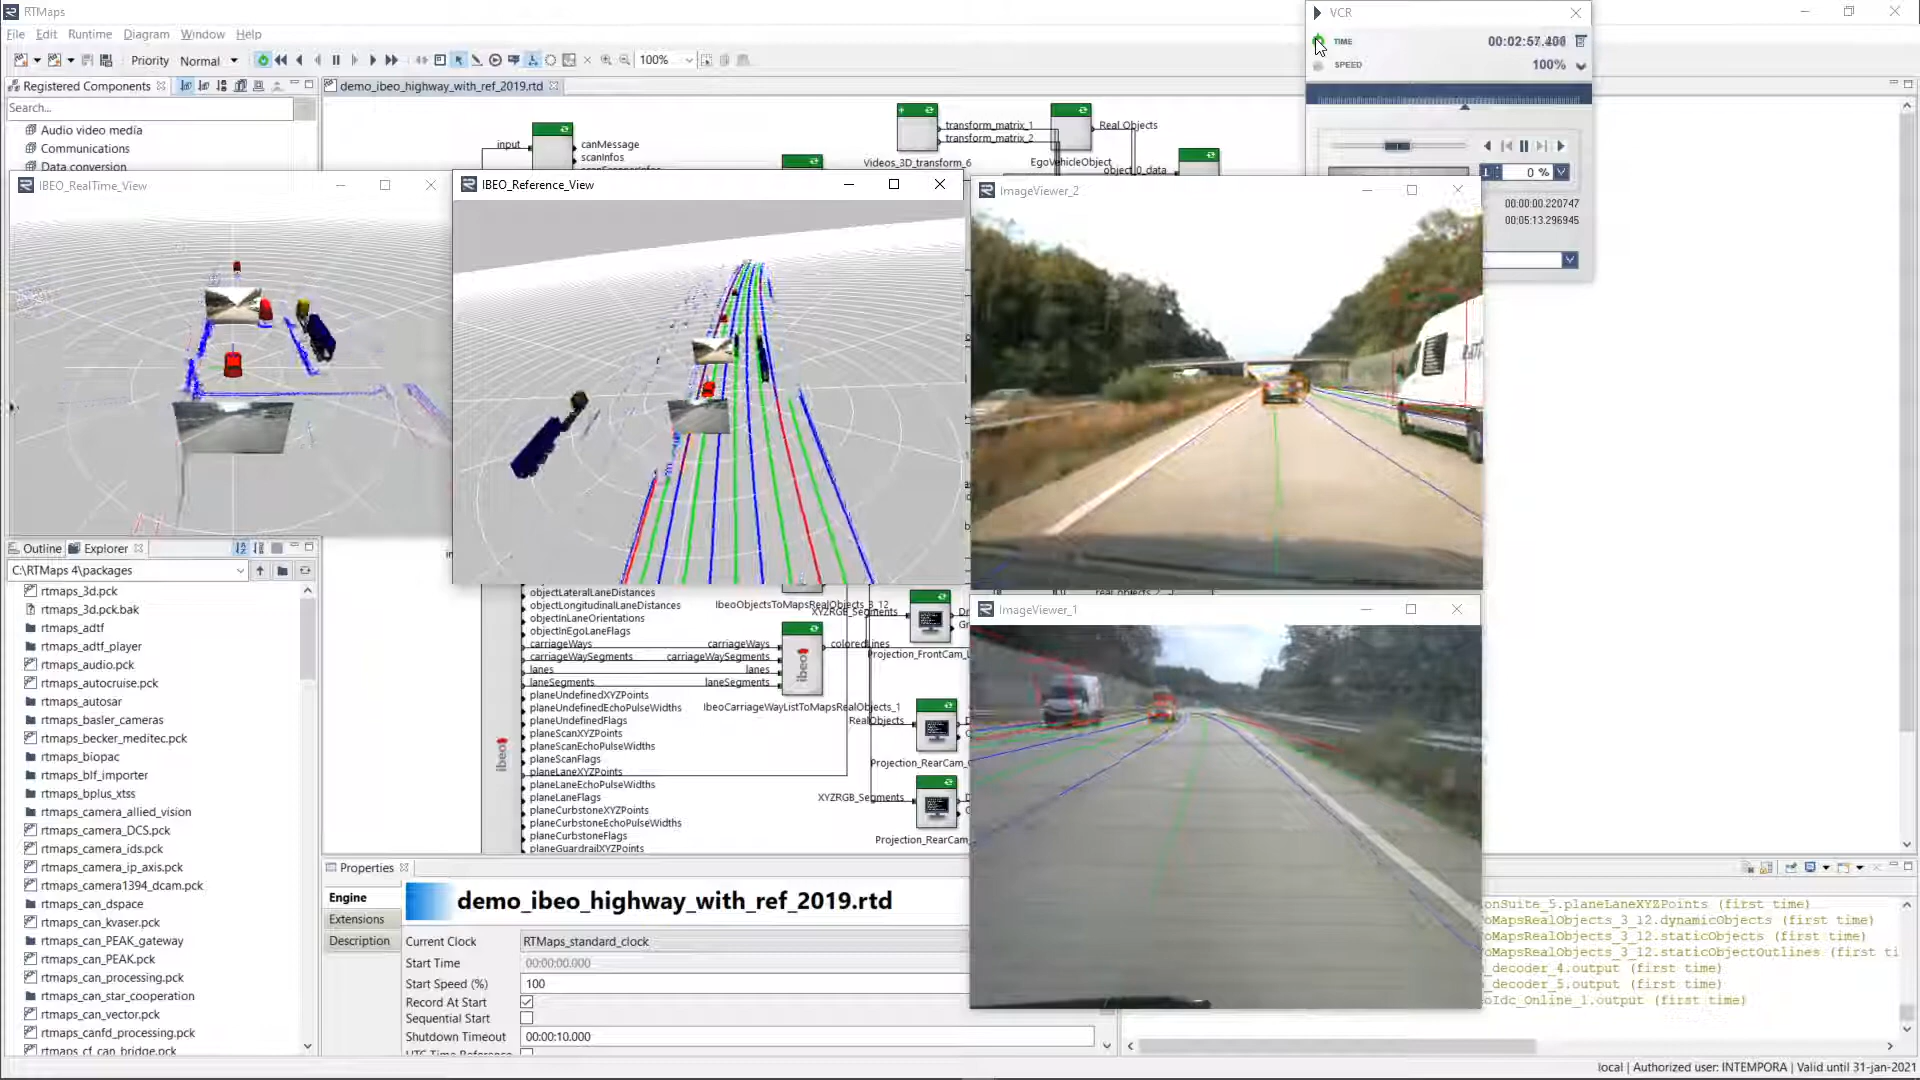 RTMaps
File Edit Runtime Diagram Window Help
Priority Normal
100%
VCR
TIME
SPEED 100%
0 %
00:00:00.220747
00:05:13.296945
Registered Components
Search...
Audio video media
Communications
Data conversion
demo_ibeo_highway_with_ref_2019.rtd
input
canMessage
scanInfos
transform_matrix_1
transform_matrix_2
Videos_3D_transform_6
Real Objects
EgoVehicleObject
IBEO_RealTime_View
IBEO_Reference_View
ImageViewer_2
ImageViewer_1
objectLateralLaneDistances
objectLongitudinalLaneDistances
objectInLaneOrientations
objectInEgoLaneFlags
carriageWays
carriageWaySegments
lanes
laneSegments
planeUndefinedXYZPoints
planeUndefinedEchoPulseWidths
planeUndefinedFlags
planeScanXYZPoints
planeScanEchoPulseWidths
planeScanFlags
planeLaneXYZPoints
planeLaneEchoPulseWidths
planeLaneFlags
planeCurbstoneXYZPoints
planeCurbstoneEchoPulseWidths
planeCurbstoneFlags
planeGuardrailXYZPoints
ibeo
carriageWays
carriageWaySegments
lanes
laneSegments
ibeo
coloredLines
IbeoCarriageWayListToMapsRealObjects_1
XYZRGB_Segments
Projection_FrontCam_
RealObjects
Projection_RearCam_
XYZRGB_Segments
Projection_RearCam_
Outline Explorer
C:\RTMaps 4\packages
rtmaps_3d.pck
rtmaps_3d.pck.bak
rtmaps_adtf
rtmaps_adtf_player
rtmaps_audio.pck
rtmaps_autocruise.pck
rtmaps_autosar
rtmaps_basler_cameras
rtmaps_becker_meditec.pck
rtmaps_biopac
rtmaps_blf_importer
rtmaps_bplus_xtss
rtmaps_camera_allied_vision
rtmaps_camera_DCS.pck
rtmaps_camera_ids.pck
rtmaps_camera_ip_axis.pck
rtmaps_camera1394_dcam.pck
rtmaps_can_dspace
rtmaps_can_kvaser.pck
rtmaps_can_PEAK_gateway
rtmaps_can_PEAK.pck
rtmaps_can_processing.pck
rtmaps_can_star_cooperation
rtmaps_can_vector.pck
rtmaps_canfd_processing.pck
rtmaps_cf_can_bridge.pck
Properties
Engine
Extensions
Description
demo_ibeo_highway_with_ref_2019.rtd
Current Clock RTMaps_standard_clock
Start Time 00:00:00.000
Start Speed (%) 100
Record At Start
Sequential Start
Shutdown Timeout 00:00:10.000
UTC Time Reference
onSuite_5.planeLaneXYZPoints (first time)
oMapsRealObjects_3_12.dynamicObjects (first time)
oMapsRealObjects_3_12.staticObjects (first time)
oMapsRealObjects_3_12.staticObjectOutlines (first ti
_decoder_4.output (first time)
_decoder_5.output (first time)
oIdc_Online_1.output (first time)
local | Authorized user: INTEMPORA | Valid until 31-jan-2021